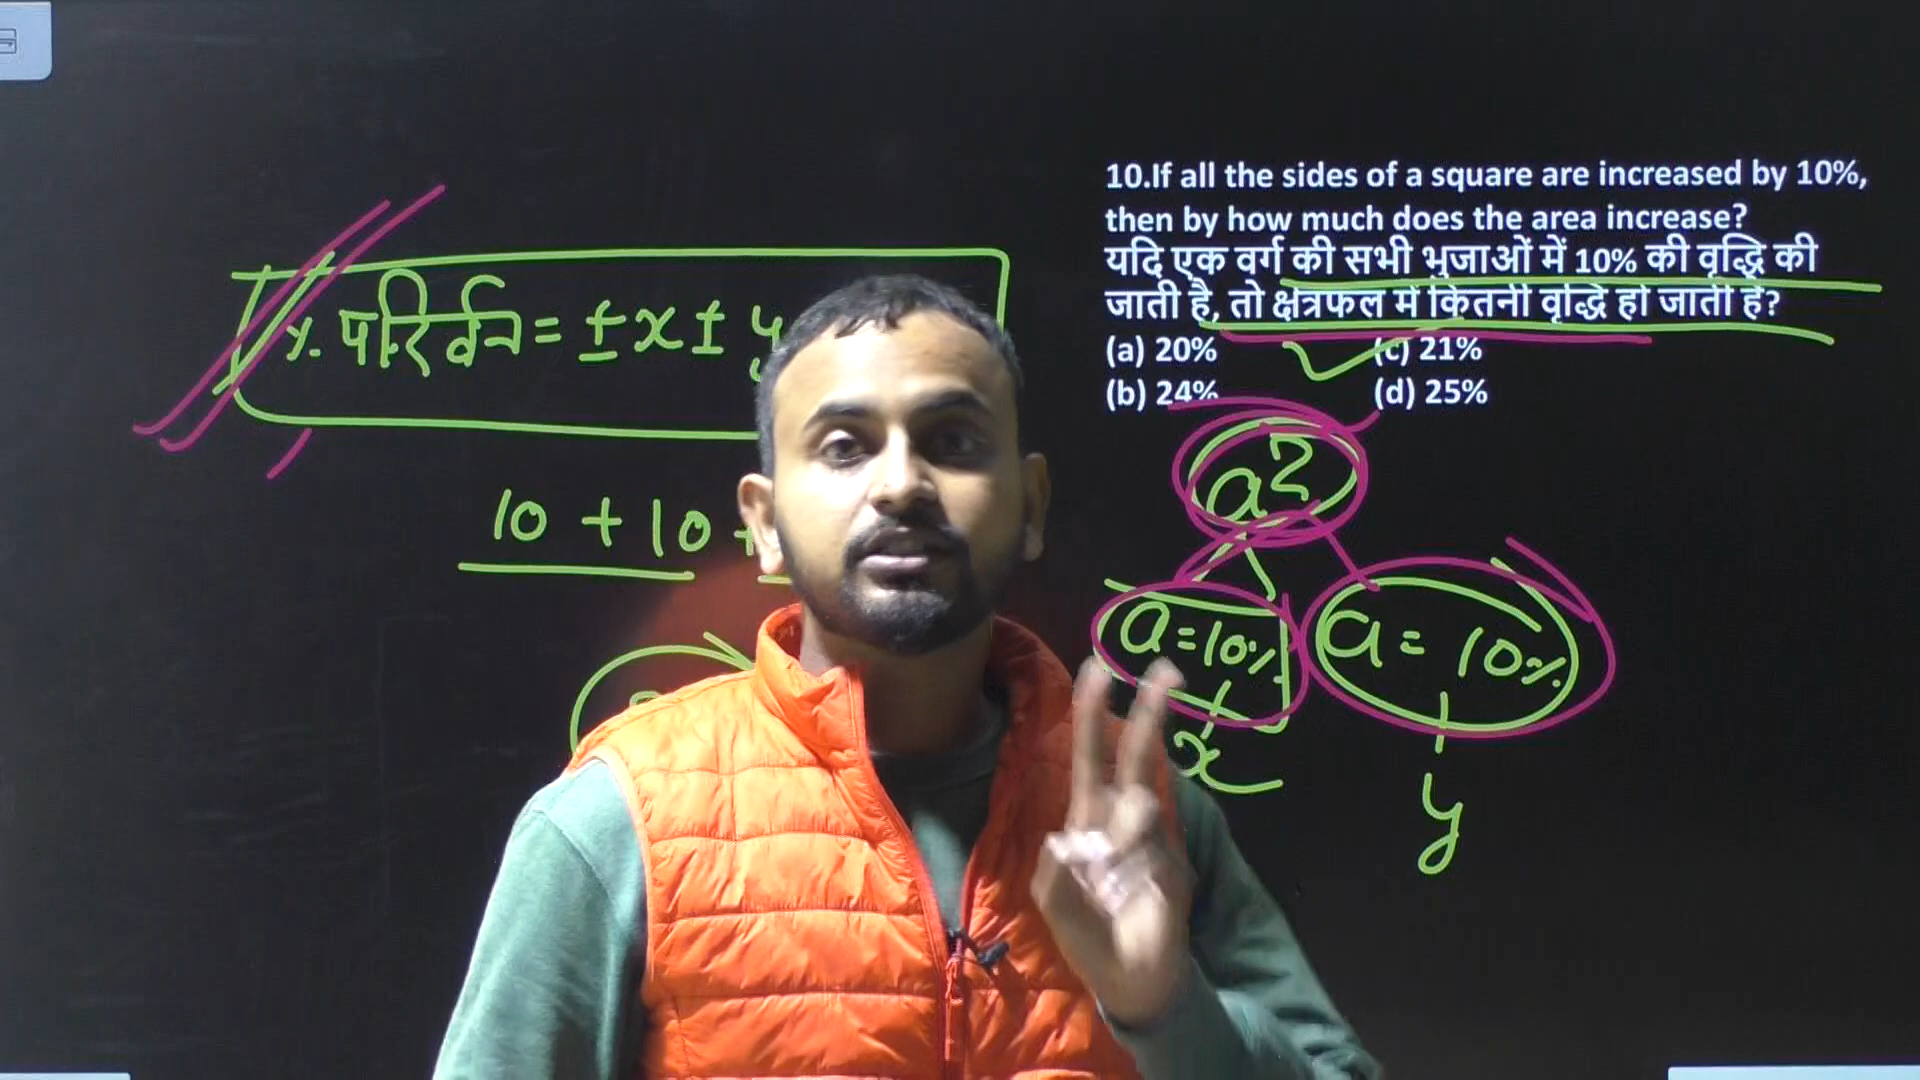 10.If all the sides of a square are increased by 10%,
then by how much does the area increase?
यदि एक वर्ग की सभी भुजाओं में 10% की वृद्धि की
जाती है, तो क्षेत्रफल में कितनी वृद्धि हो जाती है?
(a) 20% (c) 21%
(b) 24% (d) 25%
%. परिवर्तन = ± x ± y
10 + 10 +
a²
a = 10% a = 10%
x
y